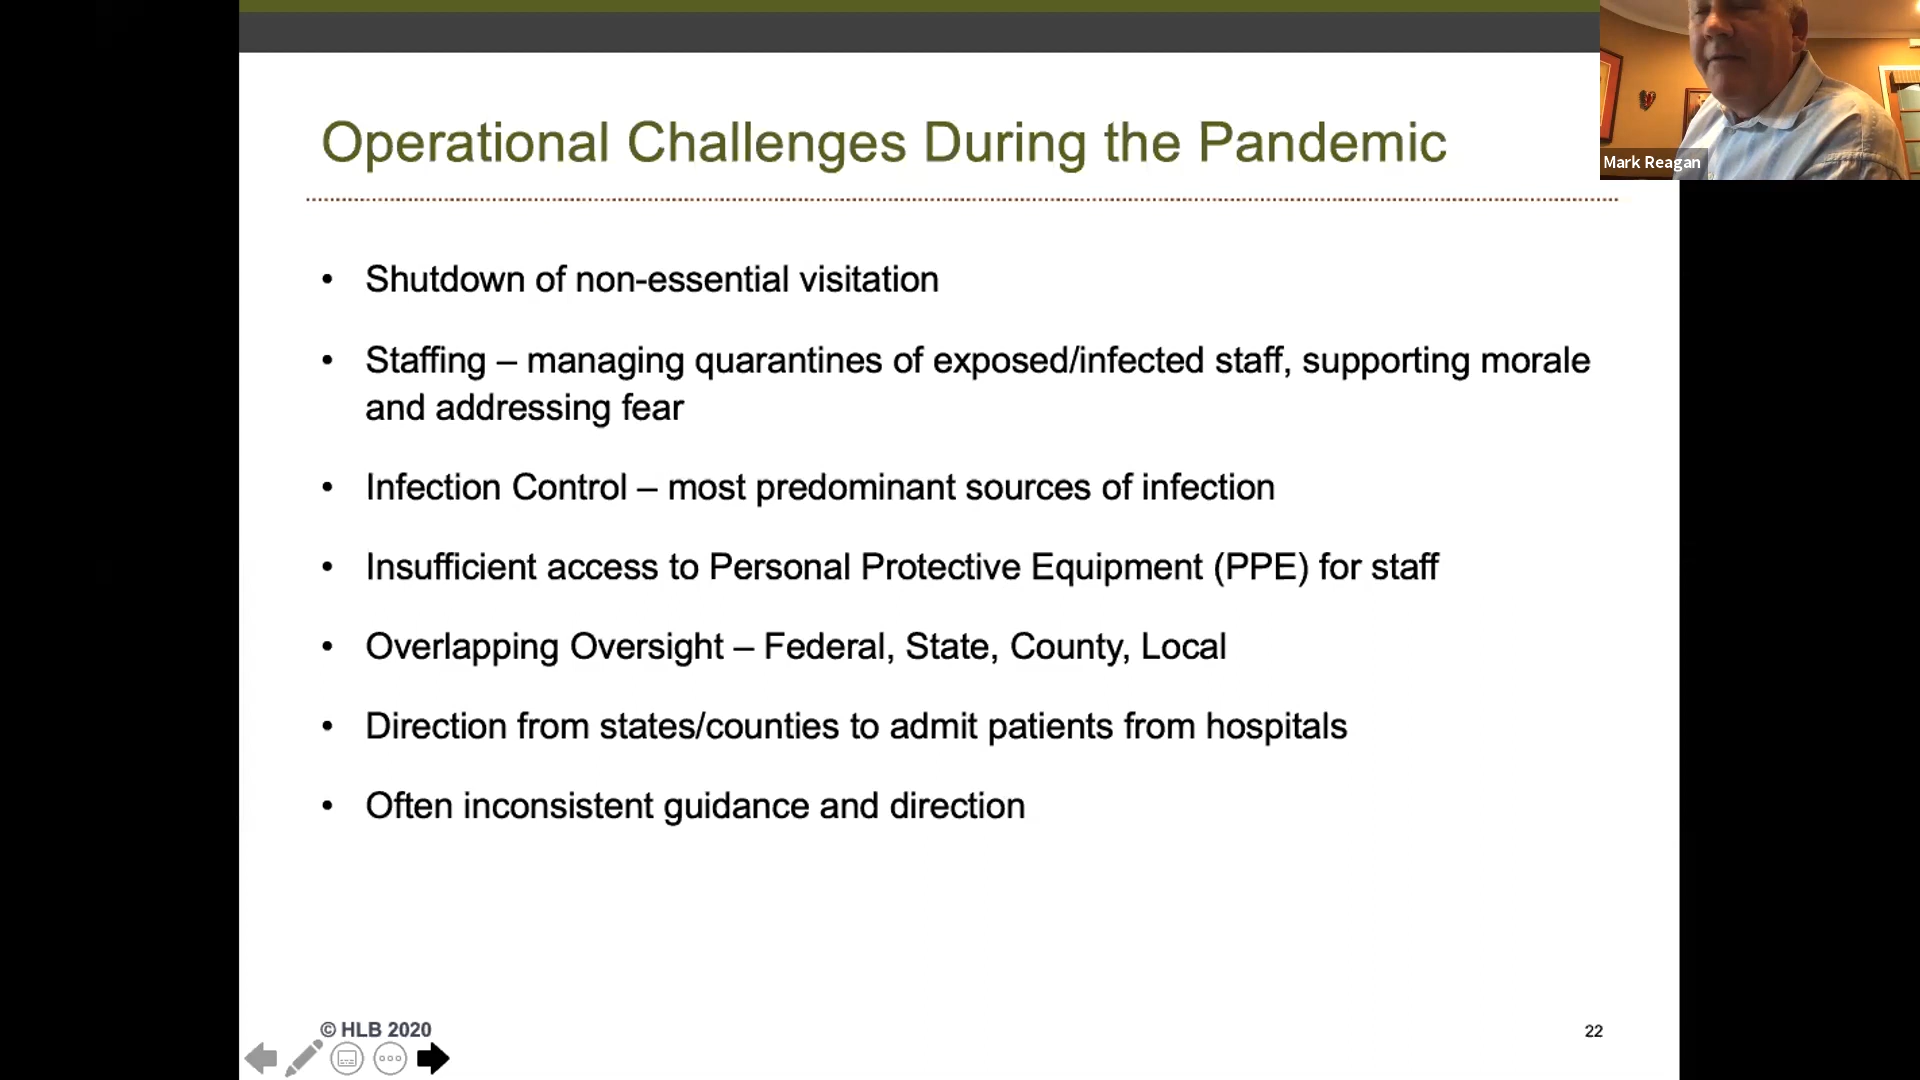 Operational Challenges During the Pandemic
Mark Reagan
• Shutdown of non-essential visitation
• Staffing – managing quarantines of exposed/infected staff, supporting morale
and addressing fear
• Infection Control – most predominant sources of infection
• Insufficient access to Personal Protective Equipment (PPE) for staff
• Overlapping Oversight – Federal, State, County, Local
• Direction from states/counties to admit patients from hospitals
• Often inconsistent guidance and direction
© HLB 2020
22